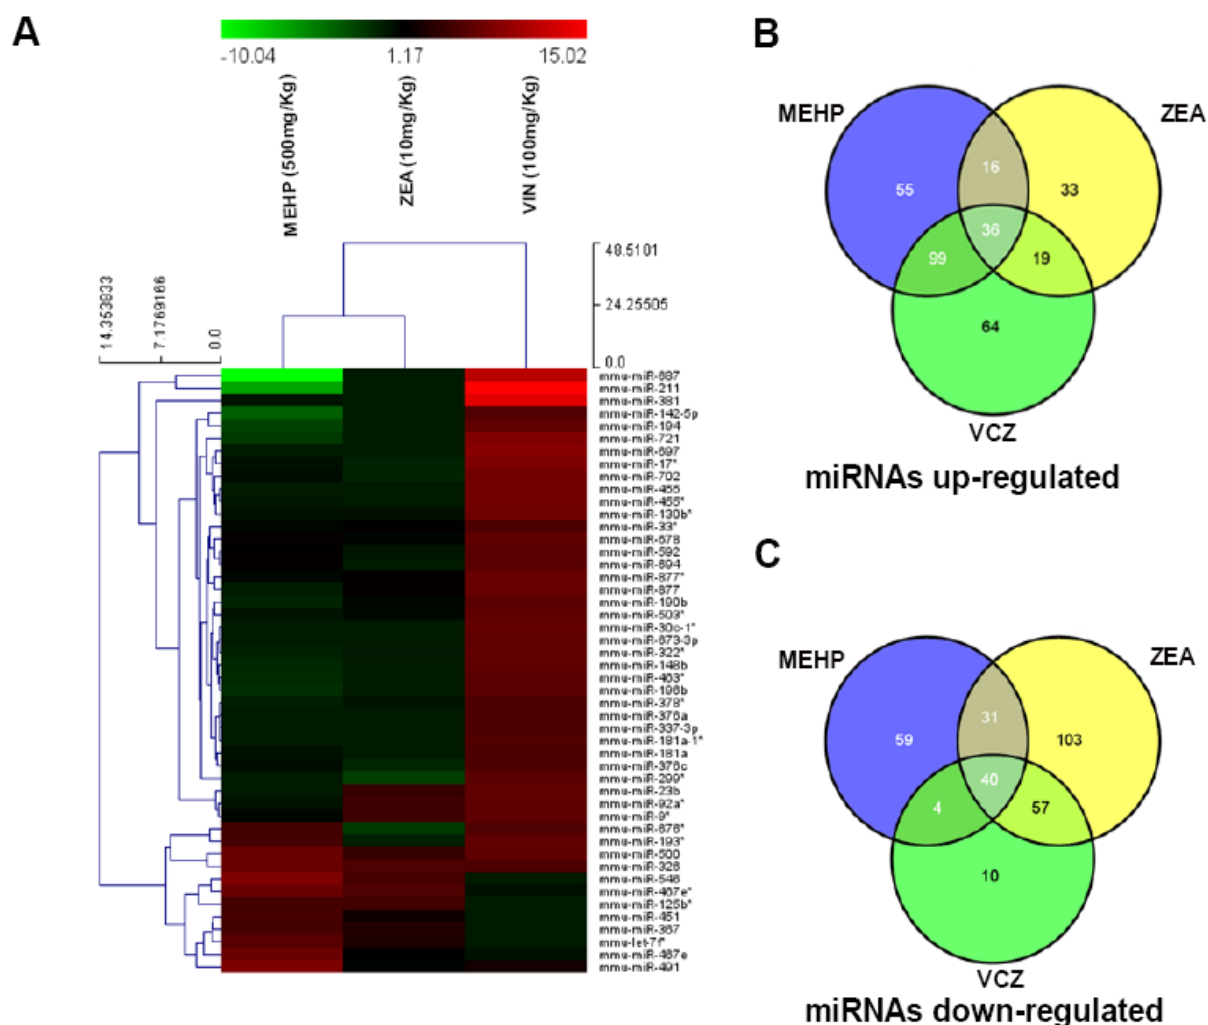 A
-10.04 1.17 15.02
MEHP (500mg/Kg)
ZEA (10mg/Kg)
VIN (100mg/Kg)
48.5101
24.25505
0.0
14.353833
7.1769166
0.0
mmu-miR-687
mmu-miR-211
mmu-miR-381
mmu-miR-142-5p
mmu-miR-194
mmu-miR-721
mmu-miR-697
mmu-miR-17*
mmu-miR-702
mmu-miR-455
mmu-miR-455*
mmu-miR-130b*
mmu-miR-33*
mmu-miR-678
mmu-miR-592
mmu-miR-694
mmu-miR-877*
mmu-miR-877
mmu-miR-190b
mmu-miR-503*
mmu-miR-30c-1*
mmu-miR-673-3p
mmu-miR-322*
mmu-miR-148b
mmu-miR-463*
mmu-miR-196b
mmu-miR-378*
mmu-miR-376a
mmu-miR-337-3p
mmu-miR-181a-1*
mmu-miR-181a
mmu-miR-376c
mmu-miR-299*
mmu-miR-23b
mmu-miR-92a*
mmu-miR-9*
mmu-miR-676*
mmu-miR-193*
mmu-miR-500
mmu-miR-326
mmu-miR-546
mmu-miR-467e*
mmu-miR-125b*
mmu-miR-451
mmu-miR-367
mmu-let-7f*
mmu-miR-467e
mmu-miR-491
B
MEHP
ZEA
16
55
33
36
99
19
64
VCZ
miRNAs up-regulated
C
MEHP
ZEA
31
59
103
40
4
57
10
VCZ
miRNAs down-regulated